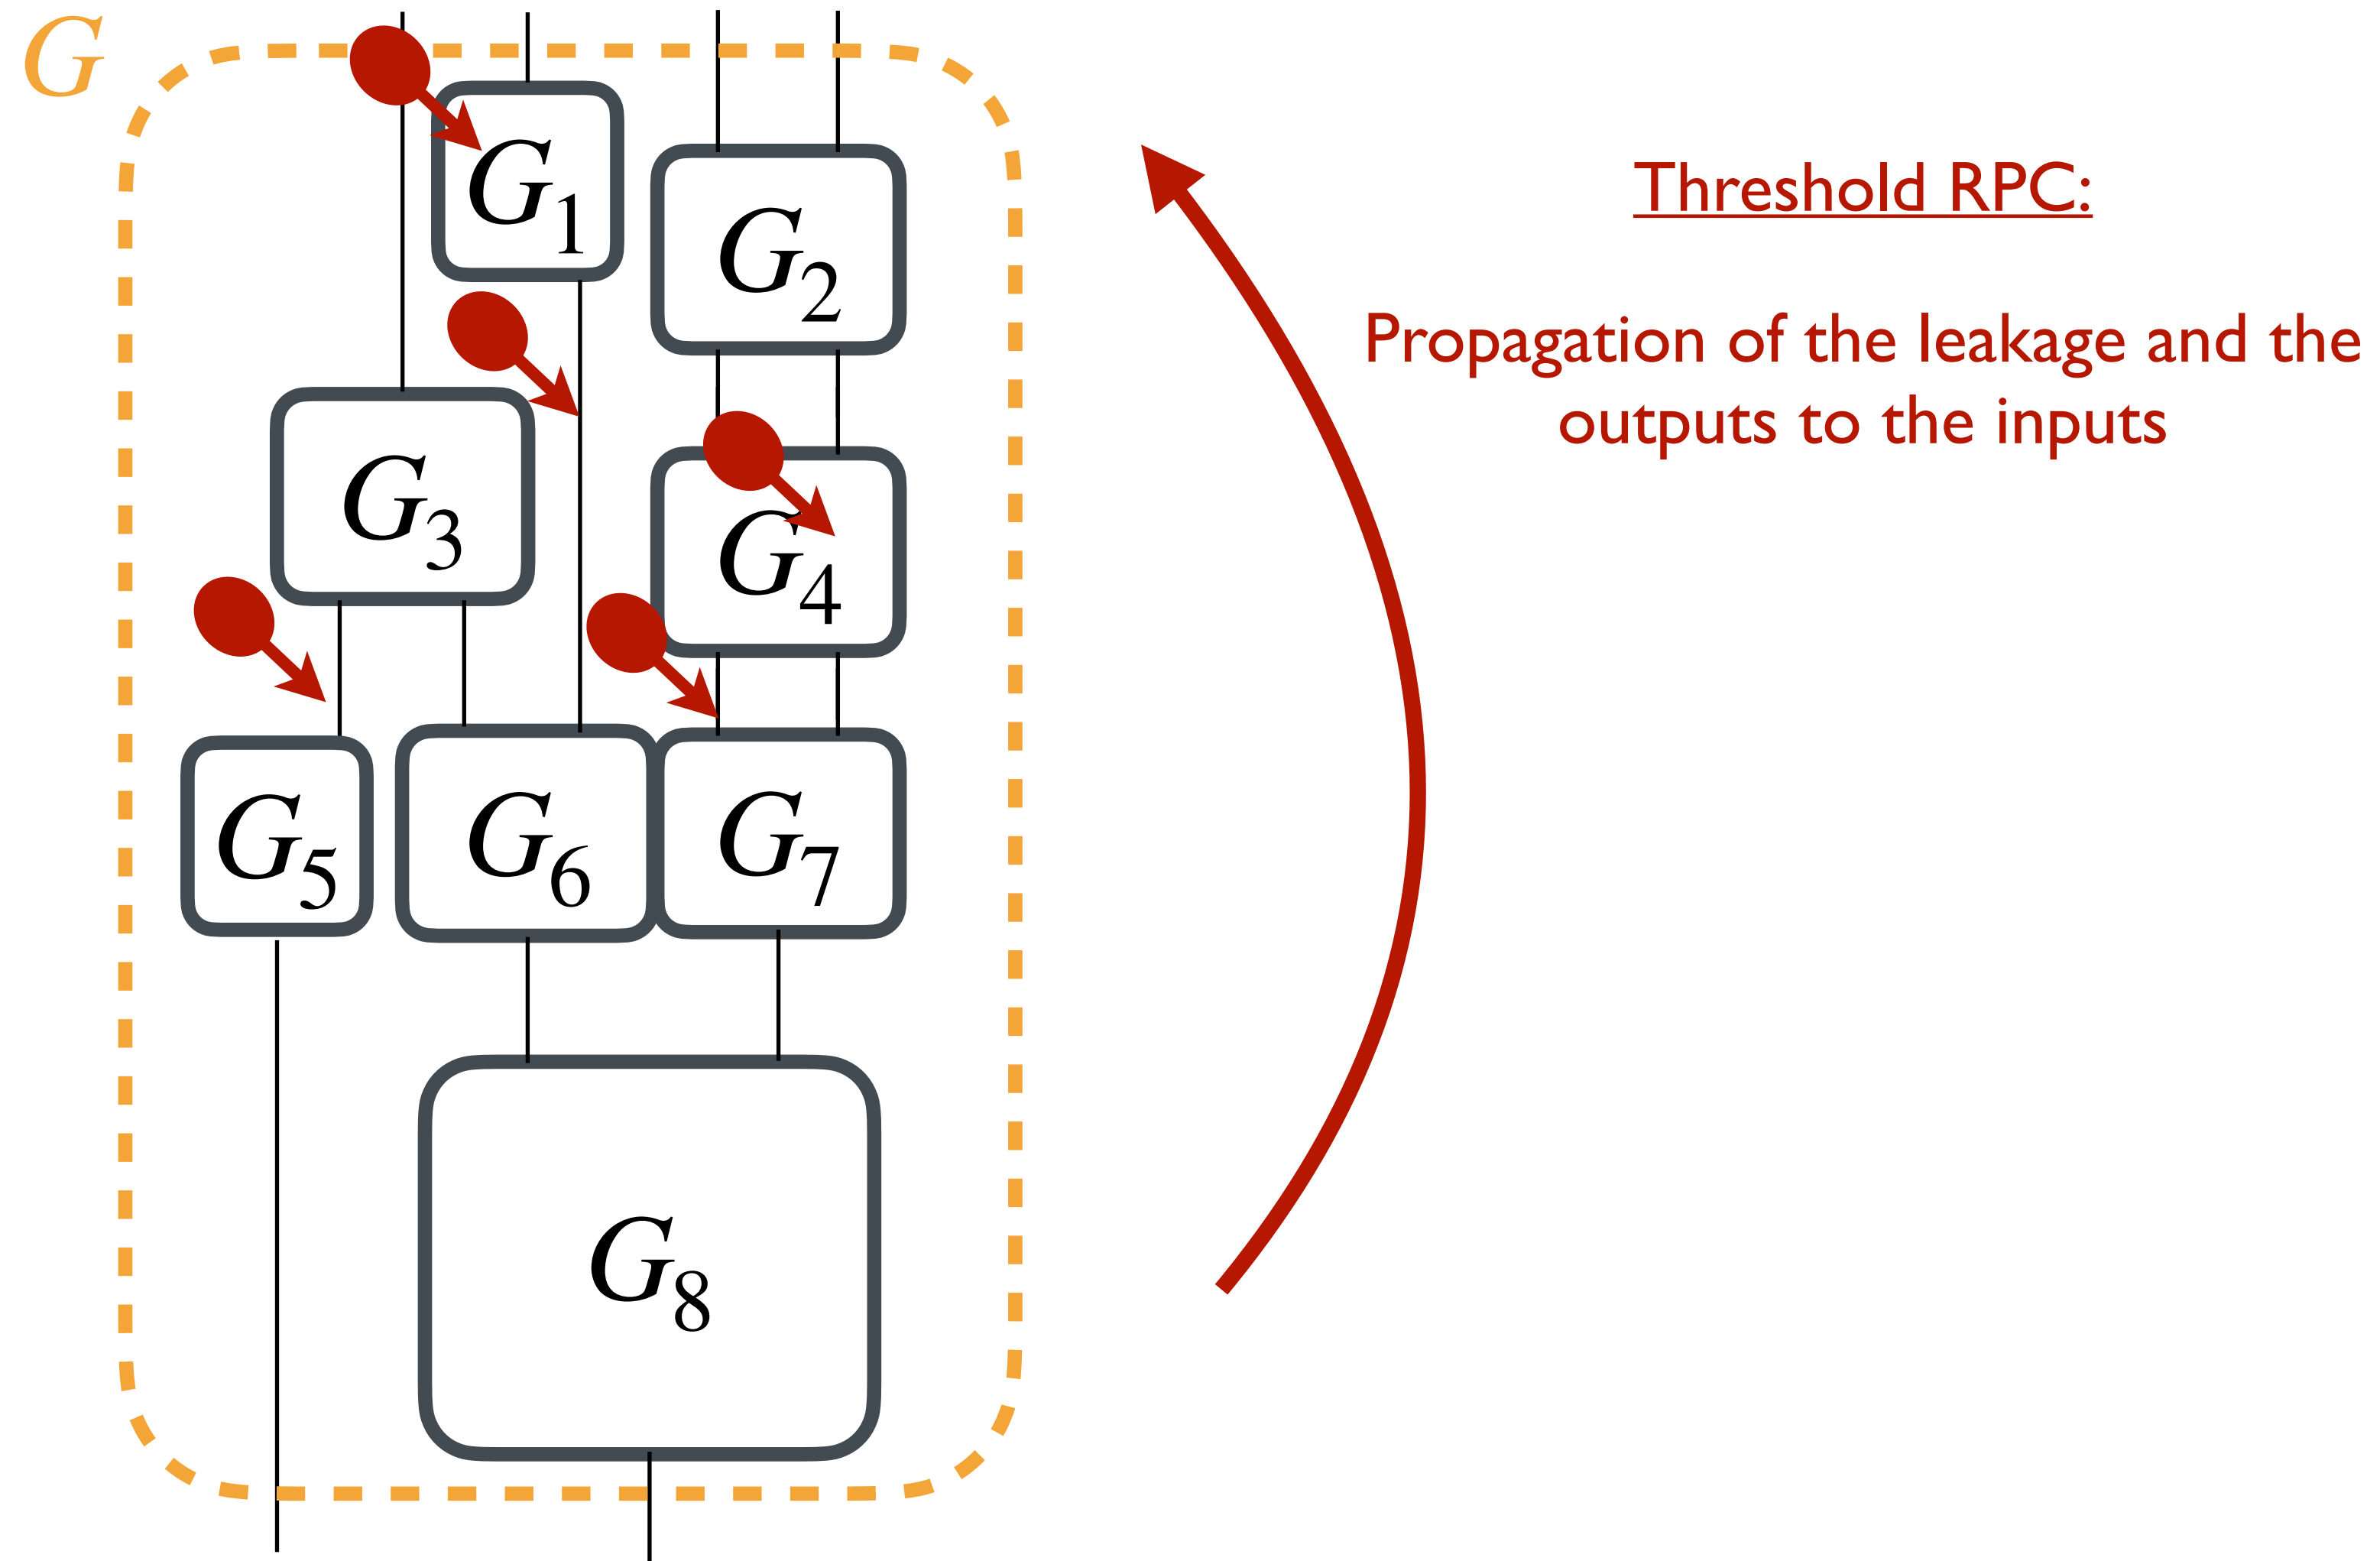 G
G1
G2
G3
G4
G5
G6
G7
G8
Threshold RPC:
Propagation of the leakage and the
outputs to the inputs